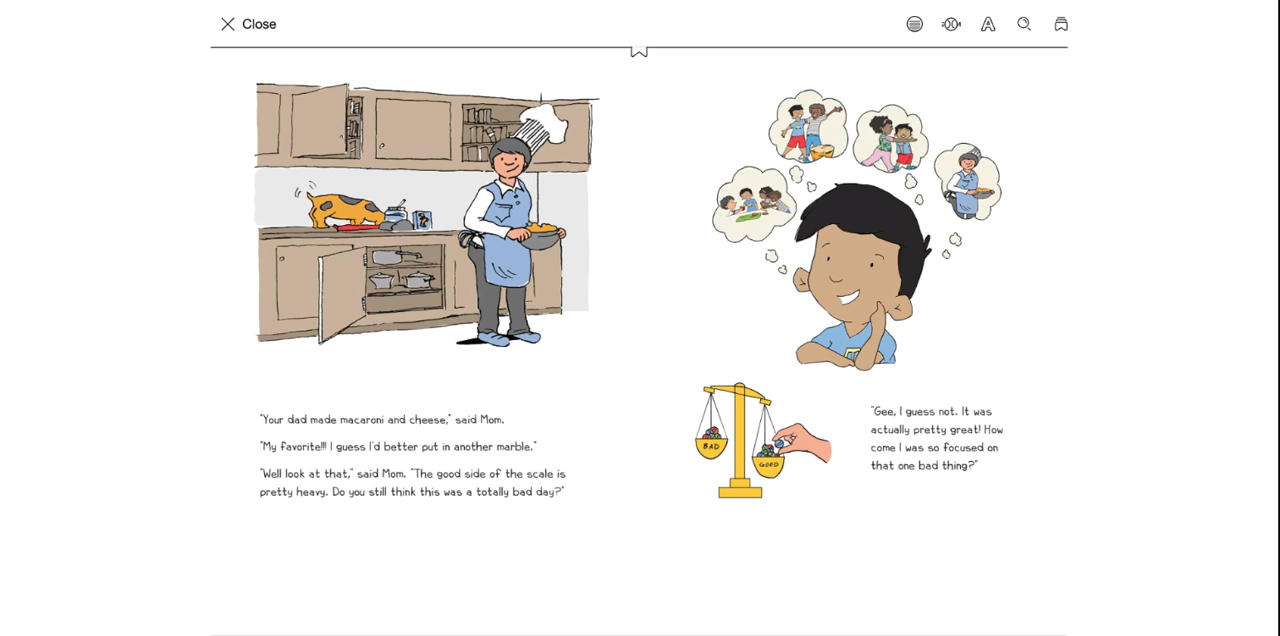 Close
"Your dad made macaroni and cheese," said Mom.
"My favorite!!! I guess I'd better put in another marble."
"Well look at that," said Mom. "The good side of the scale is
pretty heavy. Do you still think this was a totally bad day?"
BAD
GOOD
"Gee, I guess not. It was
actually pretty great! How
come I was so focused on
that one bad thing?"